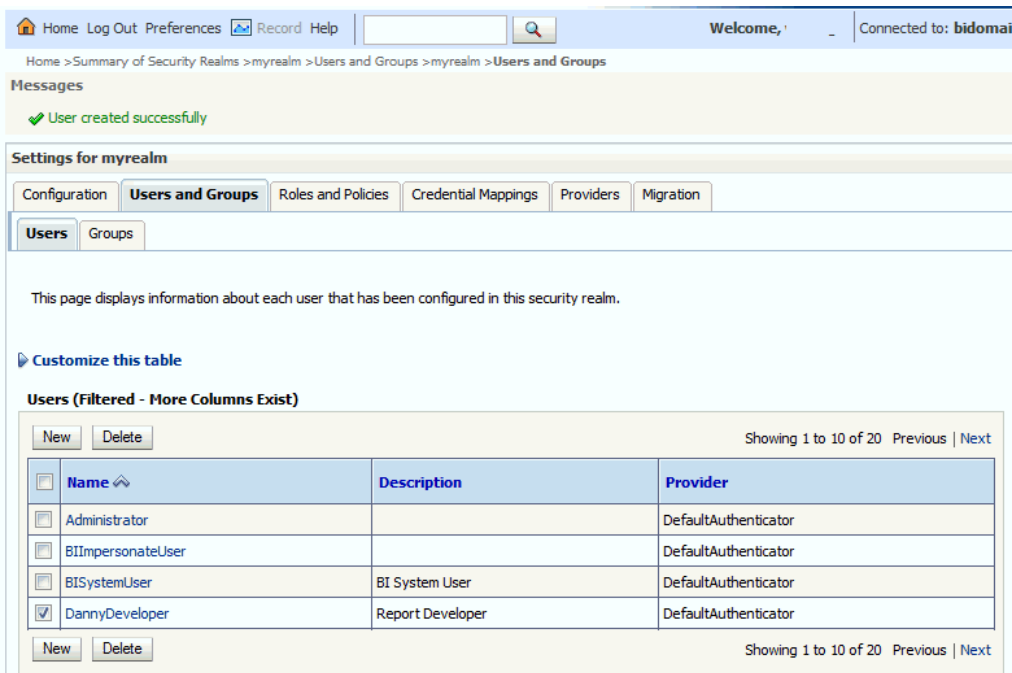 Home Log Out Preferences Record Help Welcome, Connected to: bidomai
Home >Summary of Security Realms >myrealm >Users and Groups >myrealm >Users and Groups
Messages
User created successfully
Settings for myrealm
Configuration Users and Groups Roles and Policies Credential Mappings Providers Migration
Users Groups
This page displays information about each user that has been configured in this security realm.
Customize this table
Users (Filtered - More Columns Exist)
New Delete Showing 1 to 10 of 20 Previous | Next
Name Description Provider
Administrator DefaultAuthenticator
BIImpersonateUser DefaultAuthenticator
BISystemUser BI System User DefaultAuthenticator
DannyDeveloper Report Developer DefaultAuthenticator
New Delete Showing 1 to 10 of 20 Previous | Next